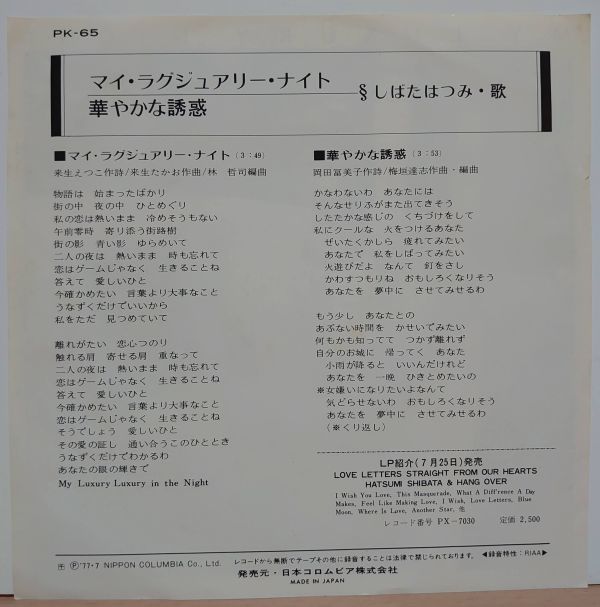 PK-65
マイ・ラグジュアリー・ナイト
華やかな誘惑
§しばたはつみ・歌
■マイ・ラグジュアリー・ナイト(3:49)
来生えつこ作詩/来生たかお作曲/林 哲司編曲
物語は 始まったばかり
街の中 夜の中 ひとめぐり
私の恋は熱いまま 冷めそうもない
午前零時 寄り添う街路樹
街の影 青い影 ゆらめいて
二人の夜は 熱いまま 時も忘れて
恋はゲームじゃなく 生きることね
答えて 愛しいひと
今確かめたい 言葉より大事なこと
うなずくだけでいいから
私をただ 見つめていて
離れがたい 恋心つのり
触れる肩 寄せる肩 重なって
二人の夜は 熱いまま 時も忘れて
恋はゲームじゃなく 生きることね
答えて 愛しいひと
今確かめたい 言葉より大事なこと
恋はゲームじゃなく 生きることね
そうでしょう 愛しいひと
その愛の証し 通い合うこのひととき
うなずくだけでわかるわ
あなたの眼の輝きで
My Luxury Luxury in the Night
■華やかな誘惑(3:53)
岡田冨美子作詩/梅垣達志作曲・編曲
かなわないわ あなたには
そんなせりふがまた出てきそう
したたかな感じの くちづけをして
私にクールな 火をつけるあなた
ぜいたくかしら 疲れてみたい
あなたで 私をしばってみたい
火遊びだよ なんて 釘をさし
かわすつもりね おもしろくなりそう
あなたを 夢中に させてみせるわ
もう少し あなたとの
あぶない時間を かせいでみたい
何もかも知ってて つかず離れず
自分のお城に 帰ってく あなた
小雨が降ると いいんだけれど
あなたを 一晩 ひきとめたいの
※女嫌いになりたいよなんて
気どらせないわ おもしろくなりそう
あなたを 夢中に させてみせるわ
(※くり返し)
LP紹介(7月25日)発売
LOVE LETTERS STRAIGHT FROM OUR HEARTS
HATSUMI SHIBATA & HANG OVER
I Wish You Love, This Masquerade, What A Diff'rence A Day
Makes, Feel Like Making Love, I Wish, Love Letters, Blue
Moon, Where Is Love, Another Star, 他
レコード番号 PX-7030 定価 2,500
Ⓟ'77・7 NIPPON COLUMBIA Co., Ltd.
レコードから無断でテープその他に録音することは法律で禁じられております。
◀録音特性:RIAA▶
発売元・日本コロムビア株式会社
MADE IN JAPAN